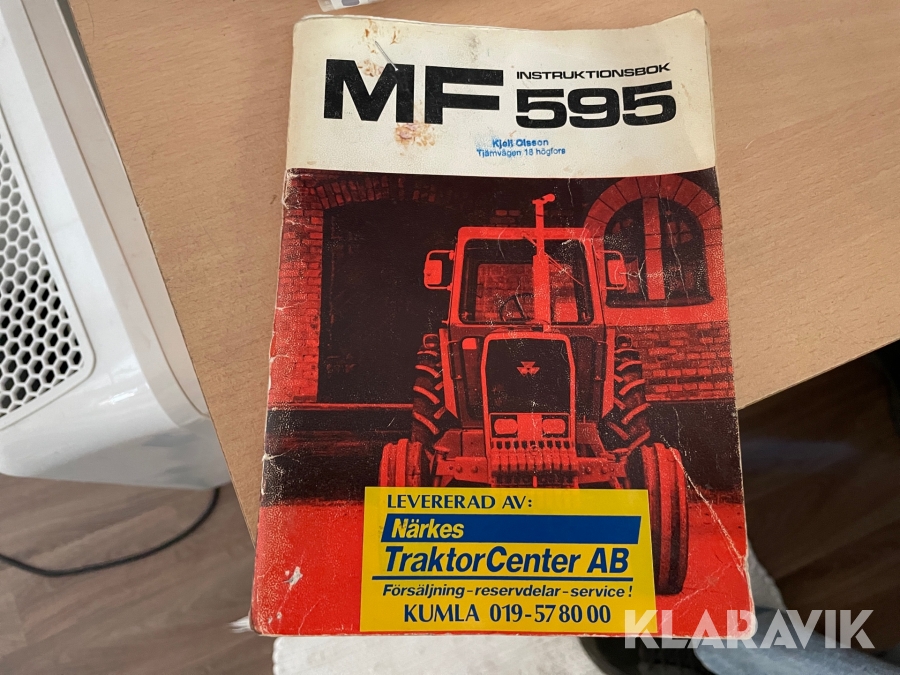 MF INSTRUKTIONSBOK
595
Kjell Olsson
Tjärnvägen 18 högfors
LEVERERAD AV:
Närkes
TraktorCenter AB
Försäljning-reservdelar-service!
KUMLA 019-57 80 00
KLARAVIK